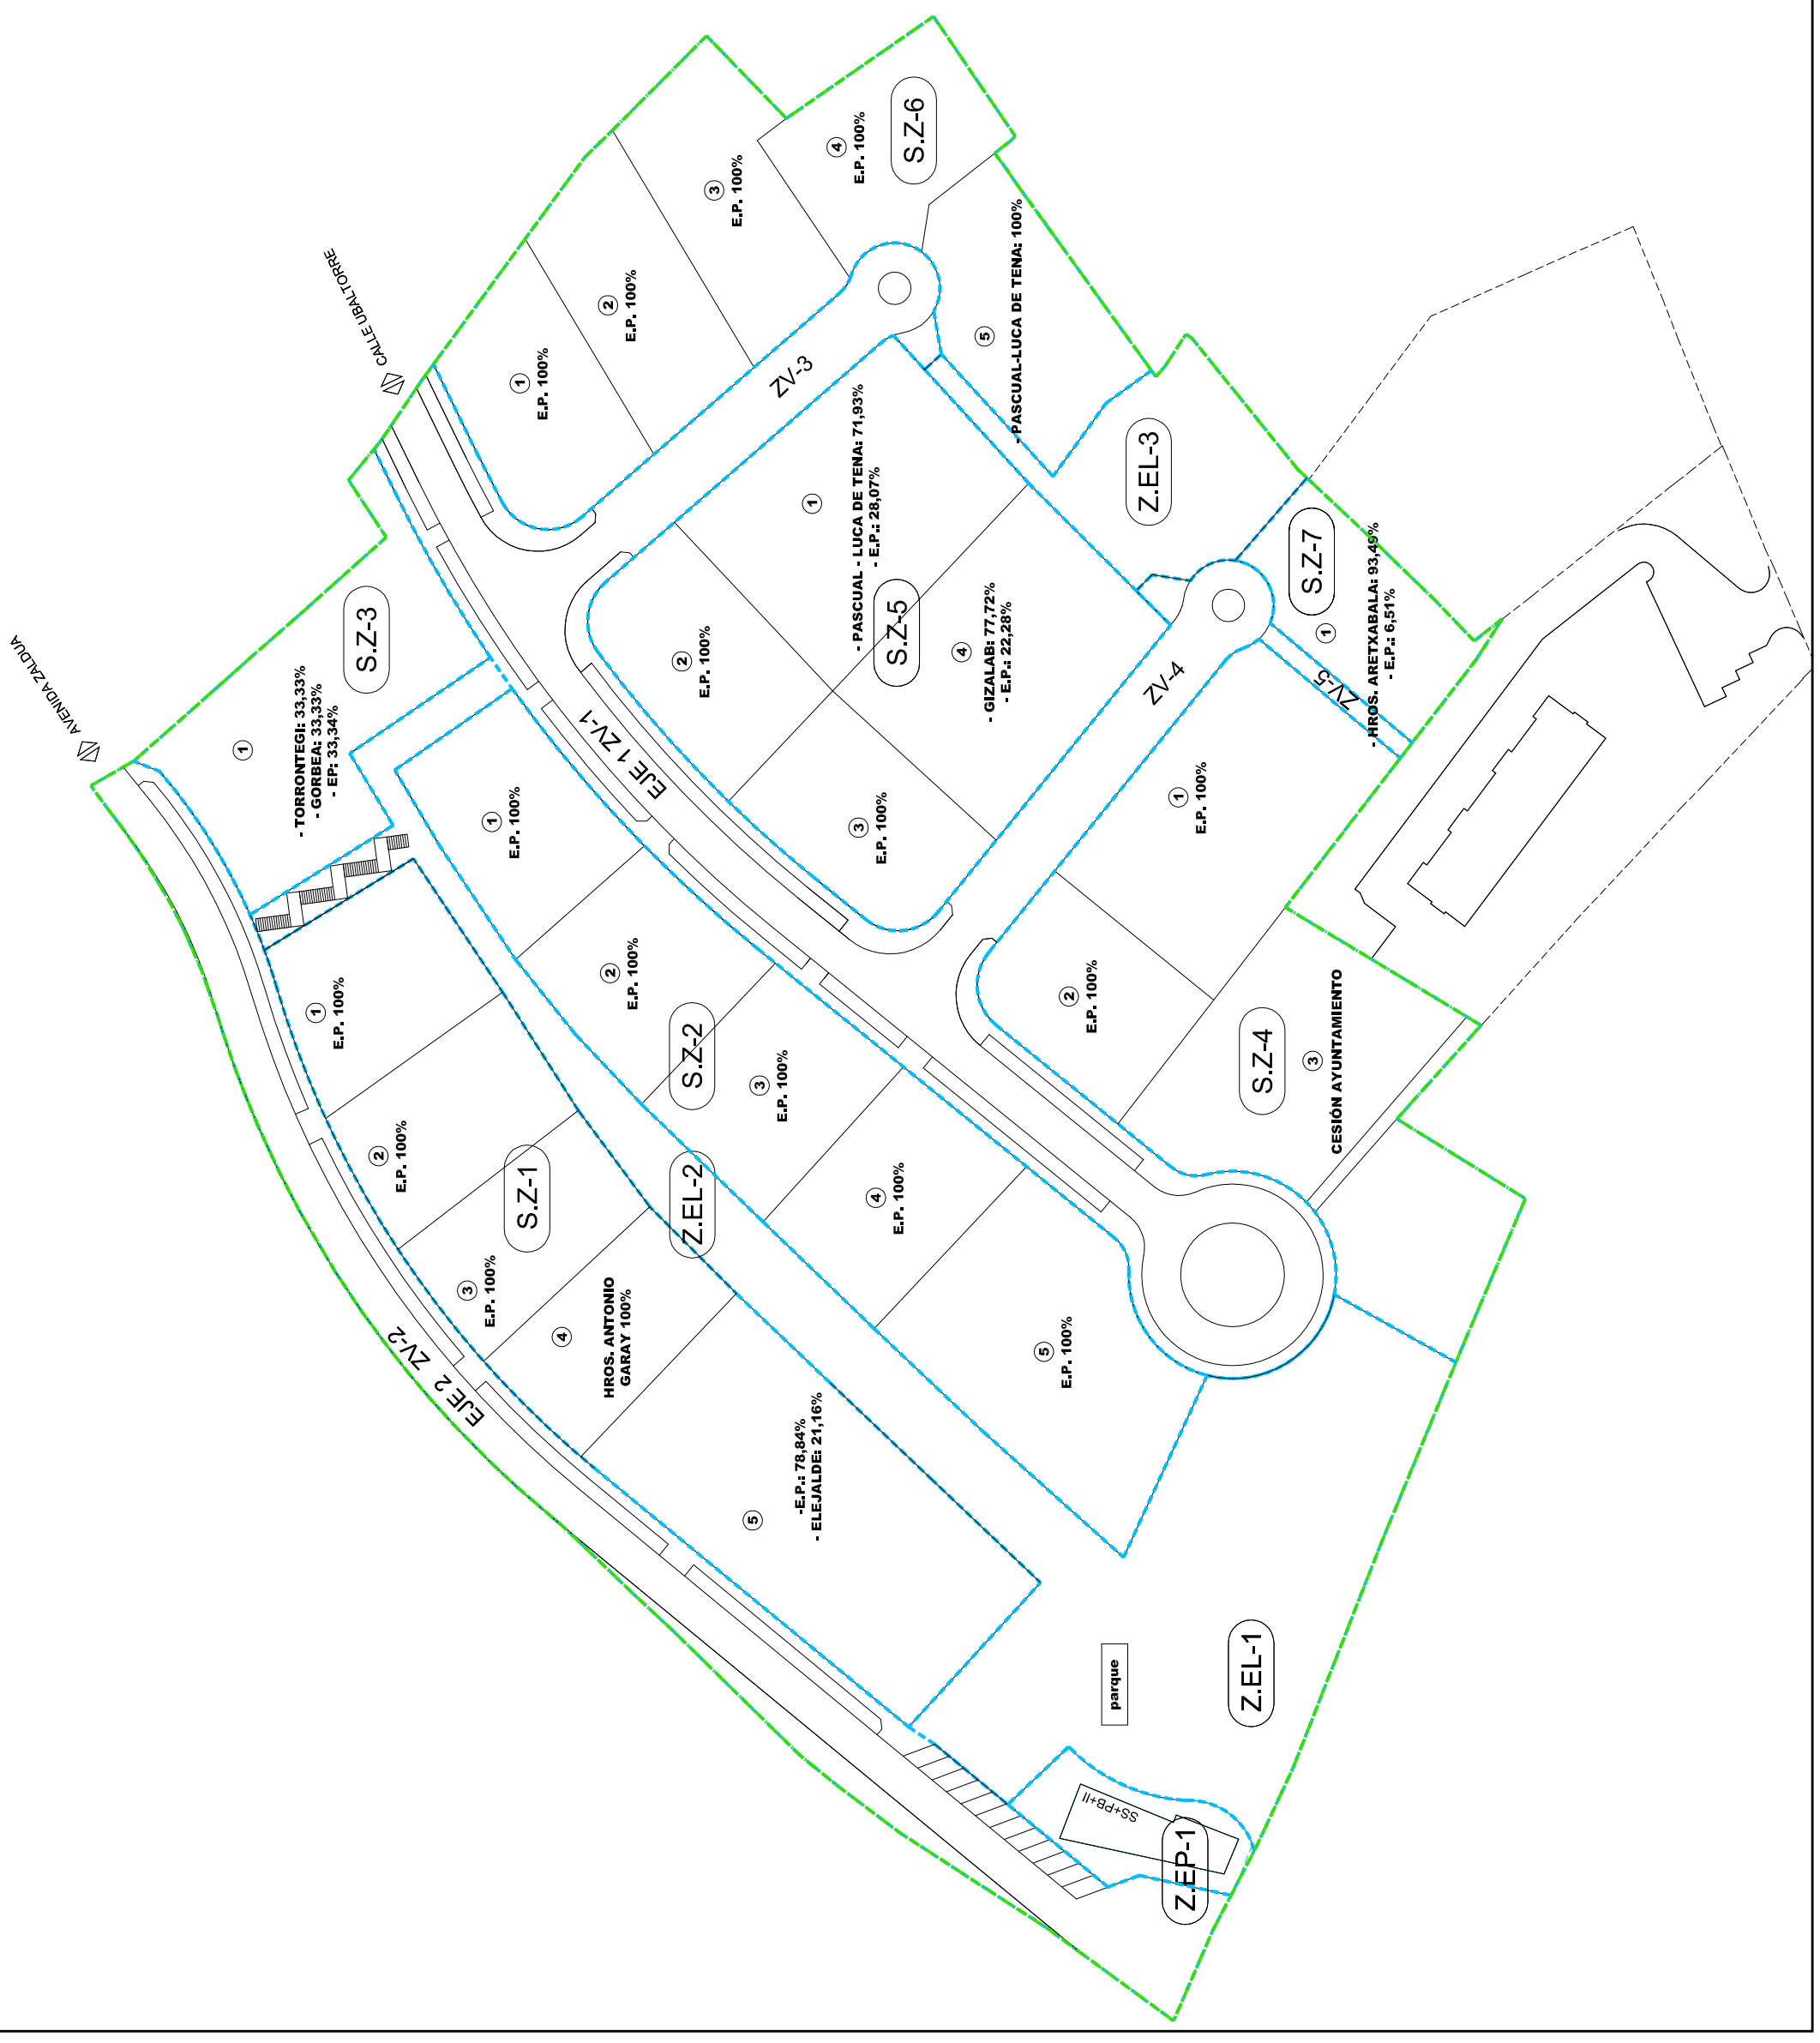 AVENIDA ZALDUA
CALLE UBALTORRE
S.Z-3
1
- TORRONTEGI: 33,33%
- GORBEA: 33,33%
- EP: 33,34%
S.Z-6
1
E.P. 100%
2
E.P. 100%
3
E.P. 100%
4
E.P. 100%
5
- PASCUAL-LUCA DE TENA: 100%
ZV-3
S.Z-5
1
- PASCUAL - LUCA DE TENA: 71,93%
- E.P.: 28,07%
2
E.P. 100%
3
E.P. 100%
4
- GIZALAB: 77,72%
- E.P.: 22,28%
EJE 1 ZV-1
Z.EL-3
S.Z-7
1
- HROS. ARETXABALA: 93,49%
- E.P.: 6,51%
ZV-4
ZV-5
S.Z-4
1
E.P. 100%
2
E.P. 100%
3
CESIÓN AYUNTAMIENTO
S.Z-2
1
E.P. 100%
2
E.P. 100%
3
E.P. 100%
4
E.P. 100%
5
E.P. 100%
Z.EL-2
S.Z-1
1
E.P. 100%
2
E.P. 100%
3
E.P. 100%
4
HROS. ANTONIO
GARAY 100%
5
-E.P.: 78,84%
- ELEJALDE: 21,16%
EJE 2 ZV-2
parque
Z.EL-1
SS+PB+II
Z.EP-1